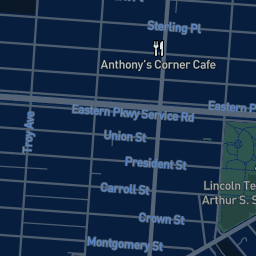 Sterling Pl
Anthony's Corner Cafe
Eastern Pkwy Service Rd
Eastern P
Union St
Troy Ave
President St
Lincoln Te
Carroll St
Arthur S. S
Crown St
Montgomery St